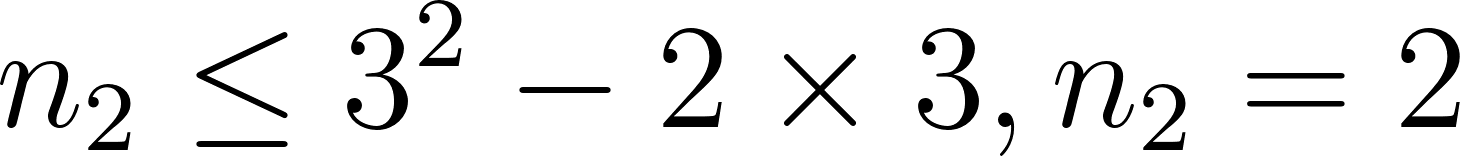 n₂ ≤ 3² − 2 × 3, n₂ = 2